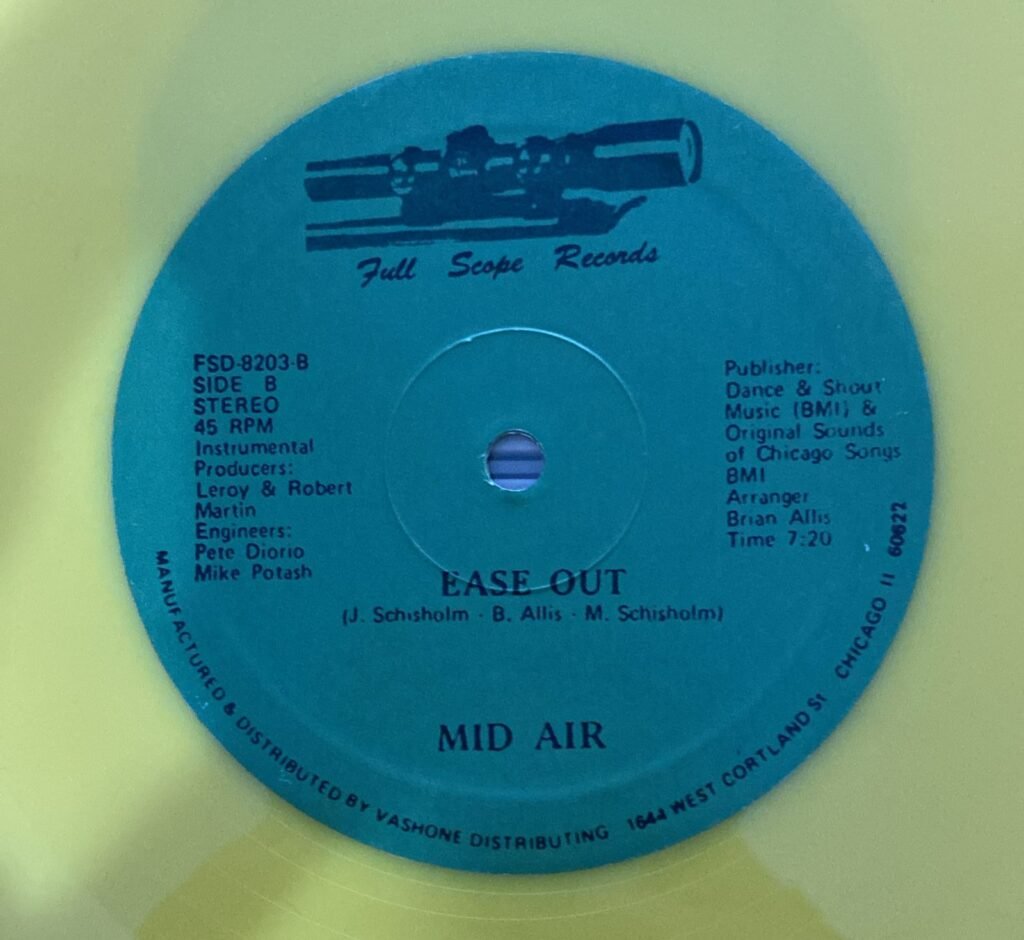 Full Scope Records
FSD-8203-B
SIDE B
STEREO
45 RPM
Instrumental
Producers:
Leroy & Robert
Martin
Engineers:
Pete Diorio
Mike Potash
Publisher:
Dance & Shout
Music (BMI) &
Original Sounds
of Chicago Songs
BMI
Arranger
Brian Allis
Time 7:20
EASE OUT
(J. Schisholm - B. Allis - M. Schisholm)
MID AIR
MANUFACTURED & DISTRIBUTED BY VASHONE DISTRIBUTING 1644 WEST CORTLAND St CHICAGO Il 60622